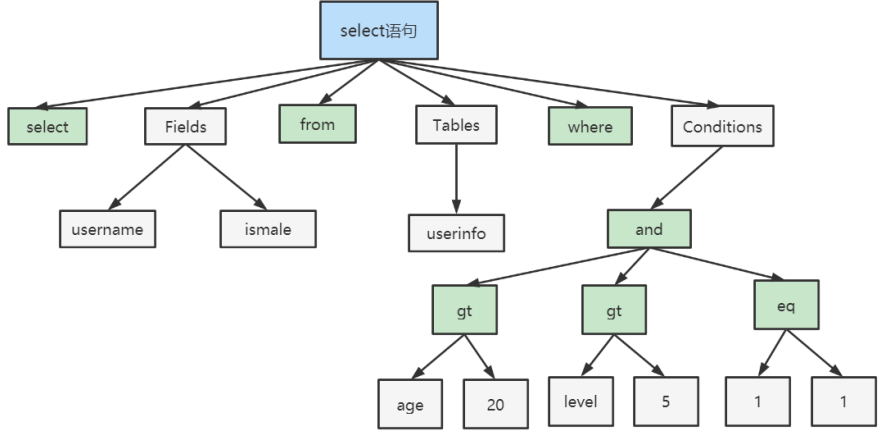 select语句
select
Fields
from
Tables
where
Conditions
username
ismale
userinfo
and
gt
gt
eq
age
20
level
5
1
1